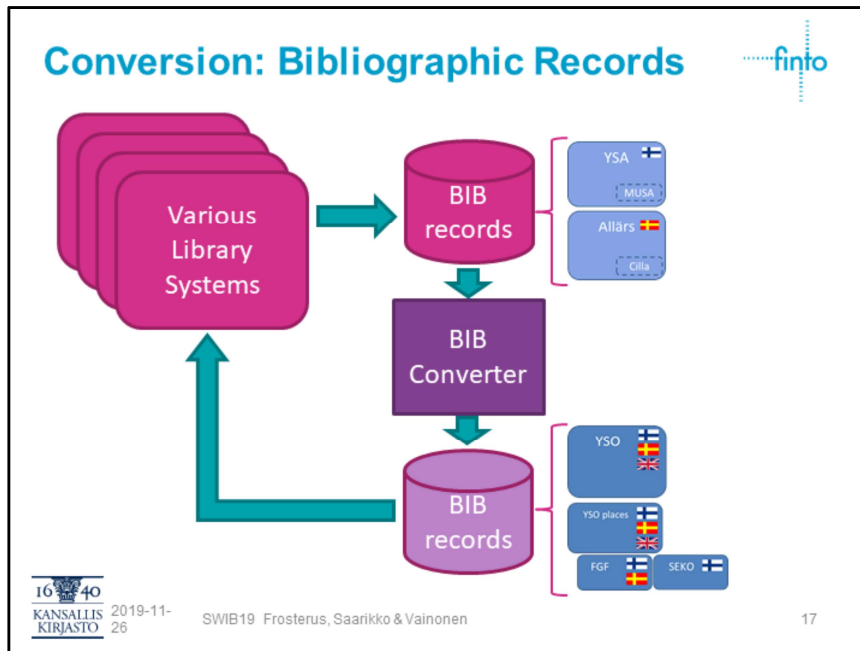 Conversion: Bibliographic Records
finto
Various
Library
Systems
BIB
records
YSA
MUSA
Allärs
Cilla
BIB
Converter
BIB
records
YSO
YSO places
FGF
SEKO
16 40
KANSALLIS
KIRJASTO
2019-11-
26
SWIB19 Frosterus, Saarikko & Vainonen
17